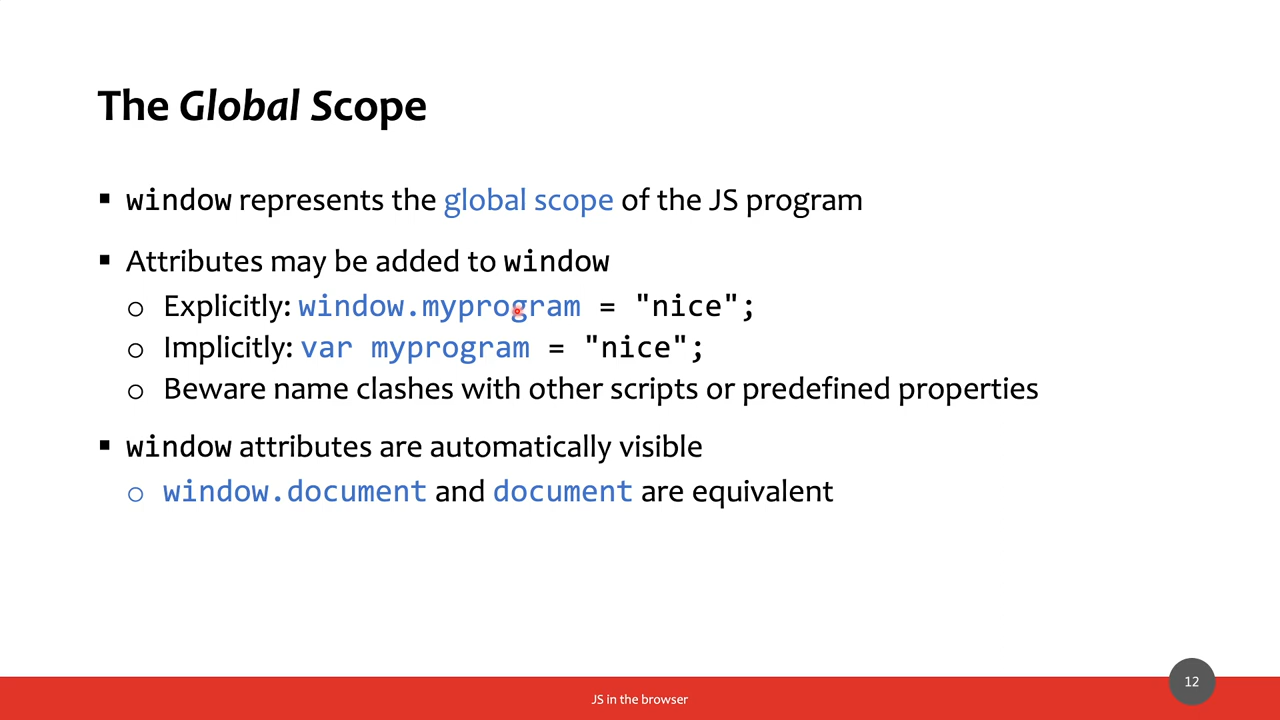 The Global Scope
▪ window represents the global scope of the JS program
▪ Attributes may be added to window
o Explicitly: window.myprogram = "nice";
o Implicitly: var myprogram = "nice";
o Beware name clashes with other scripts or predefined properties
▪ window attributes are automatically visible
o window.document and document are equivalent
12
JS in the browser